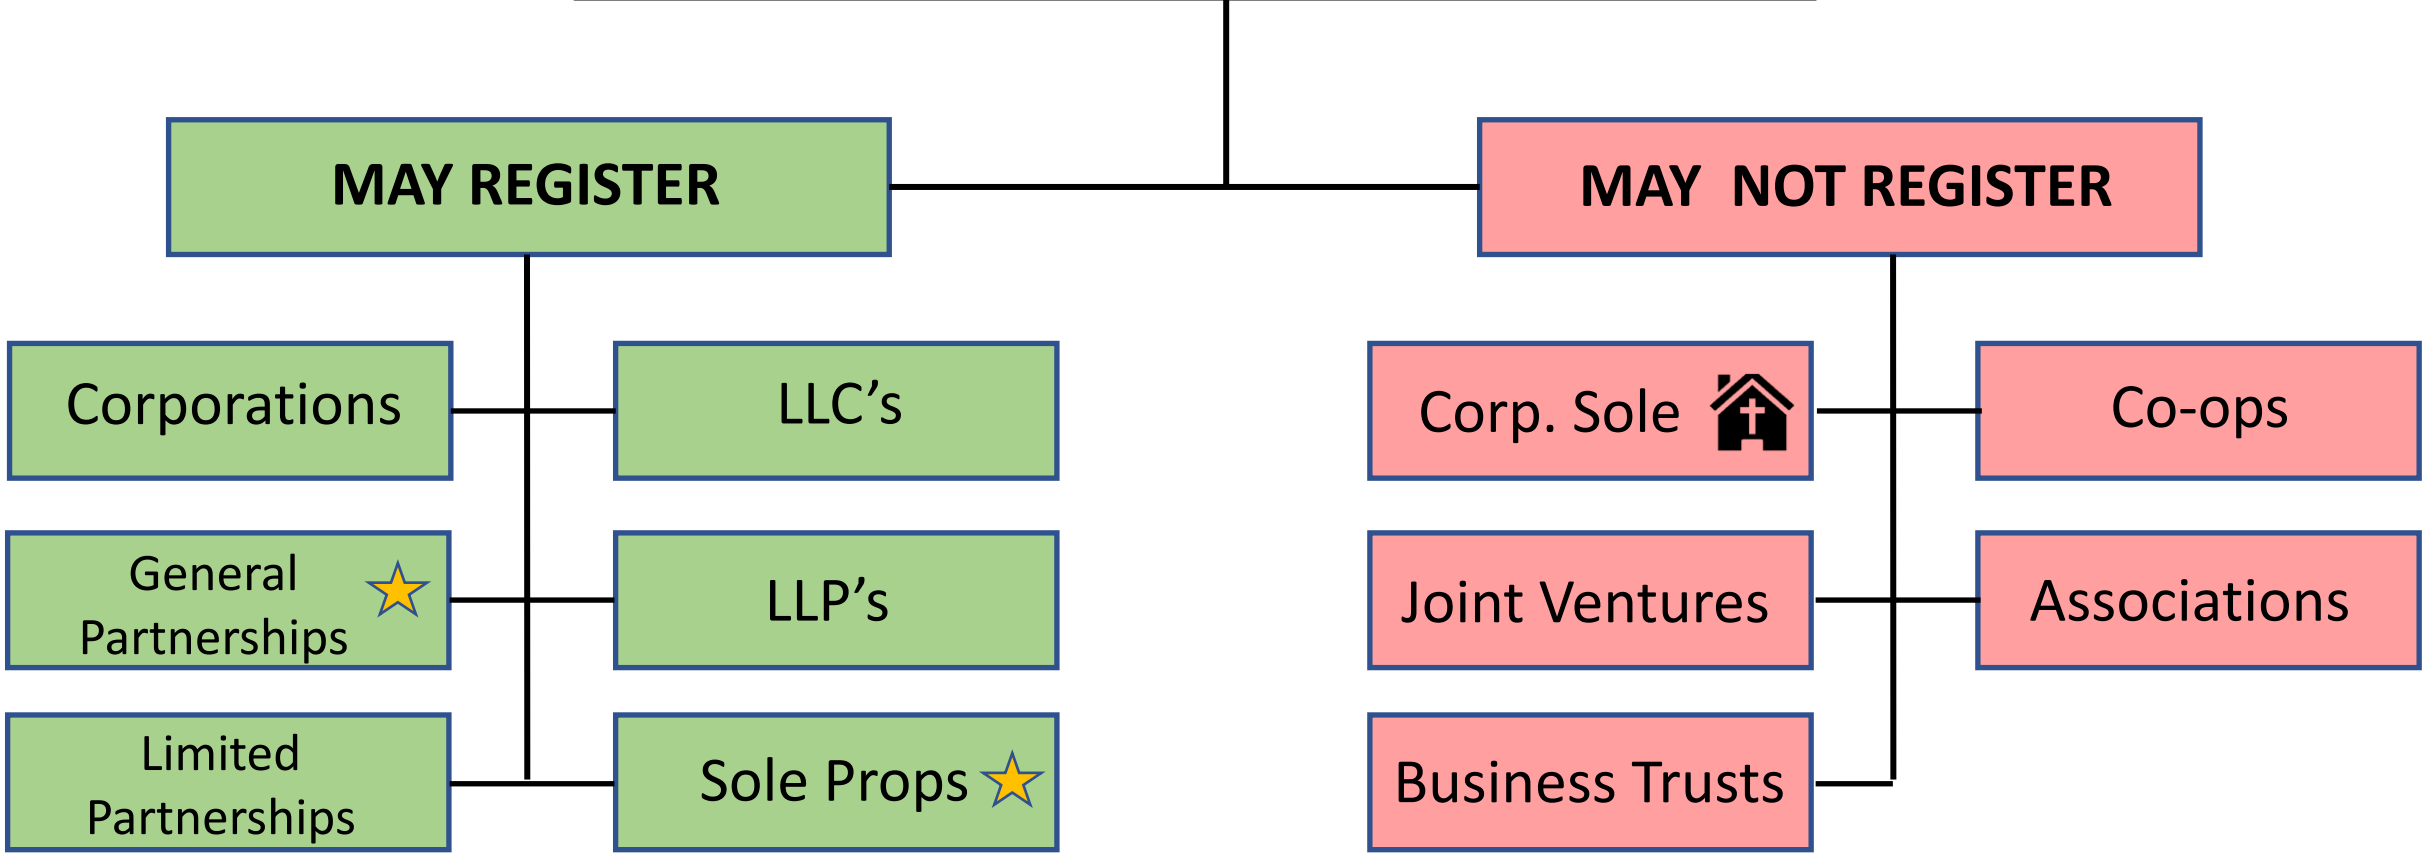 MAY REGISTER
MAY  NOT REGISTER
Corporations
LLC’s
General
Partnerships
LLP’s
Limited
Partnerships
Sole Props
Corp. Sole
Co-ops
Joint Ventures
Associations
Business Trusts